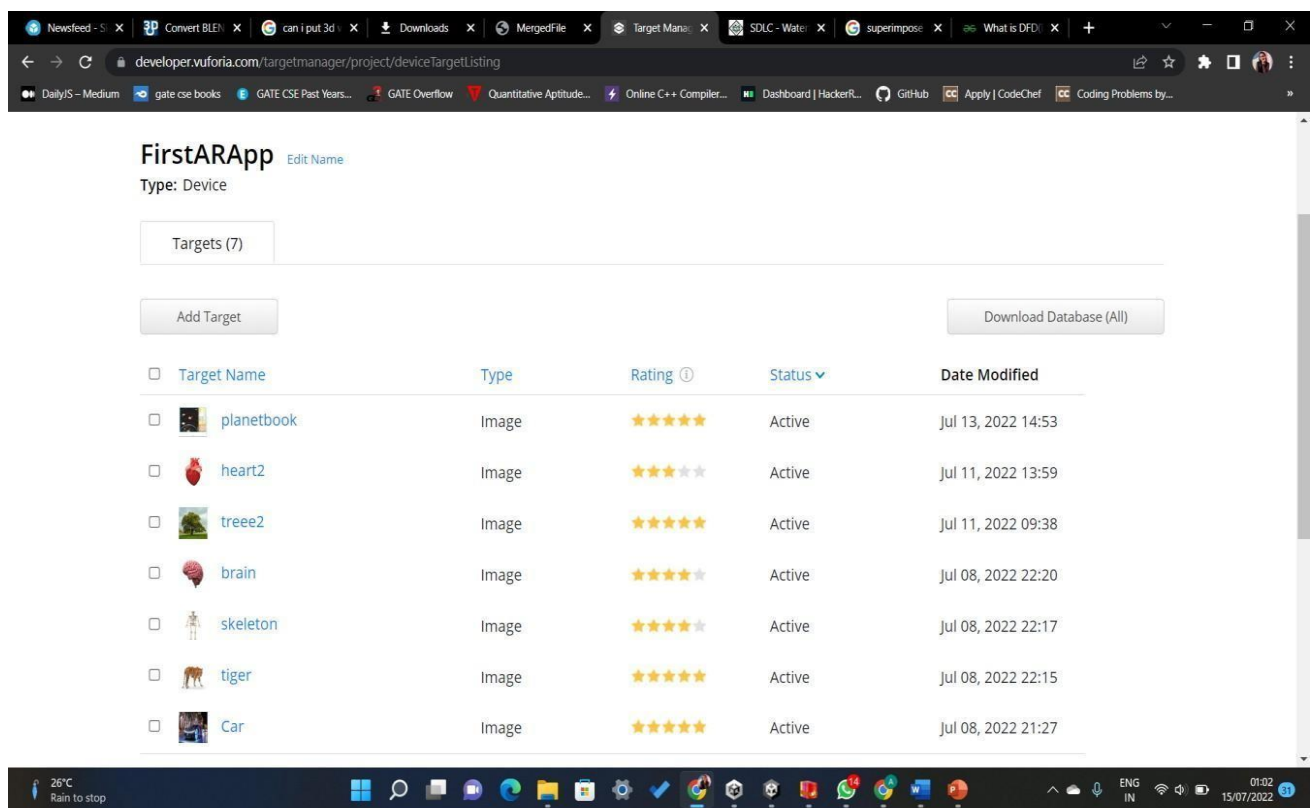 Newsfeed - S Convert BLEN can i put 3d Downloads MergedFile Target Manag SDLC - Water superimpose What is DFD(
developer.vuforia.com/targetmanager/project/deviceTargetListing
DailyJS – Medium gate cse books GATE CSE Past Years... GATE Overflow Quantitative Aptitude... Online C++ Compiler... Dashboard | HackerR... GitHub CC Apply | CodeChef CC Coding Problems by... »
FirstARApp Edit Name
Type: Device
Targets (7)
Add Target Download Database (All)
Target Name Type Rating Status Date Modified
planetbook Image Active Jul 13, 2022 14:53
heart2 Image Active Jul 11, 2022 13:59
treee2 Image Active Jul 11, 2022 09:38
brain Image Active Jul 08, 2022 22:20
skeleton Image Active Jul 08, 2022 22:17
tiger Image Active Jul 08, 2022 22:15
Car Image Active Jul 08, 2022 21:27
26°C
Rain to stop
14
ENG
IN
01:02
15/07/2022
31